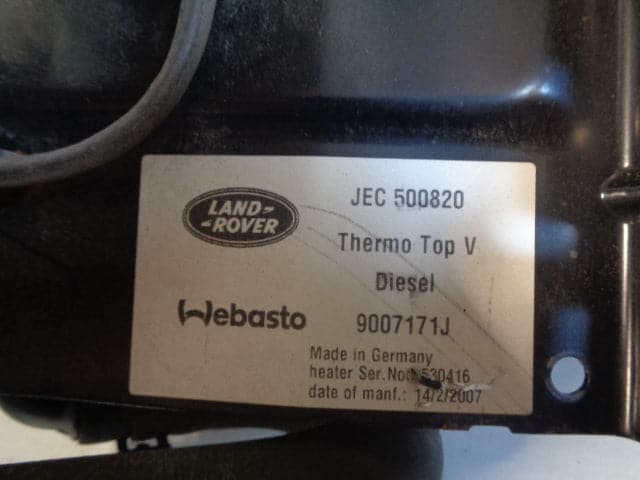 LAND-
-ROVER
JEC 500820
Thermo Top V
Diesel
Webasto
9007171J
Made in Germany
heater Ser.No.: 530416
date of manf.: 14/2/2007